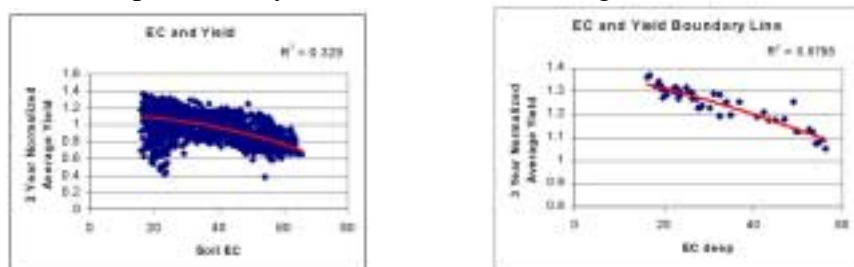 EC and Yield
R² = 0.329
1.6
1.4
1.2
1
0.8
0.6
0.4
0.2
0
3 Year Normalized
Average Yield
0 20 40 60 80
Soil EC
EC and Yield Boundary Line
1.4
1.3
1.2
1.1
1
0.9
0.8
3 Year Normalized
Average Yield
0 20 40 60
EC deep